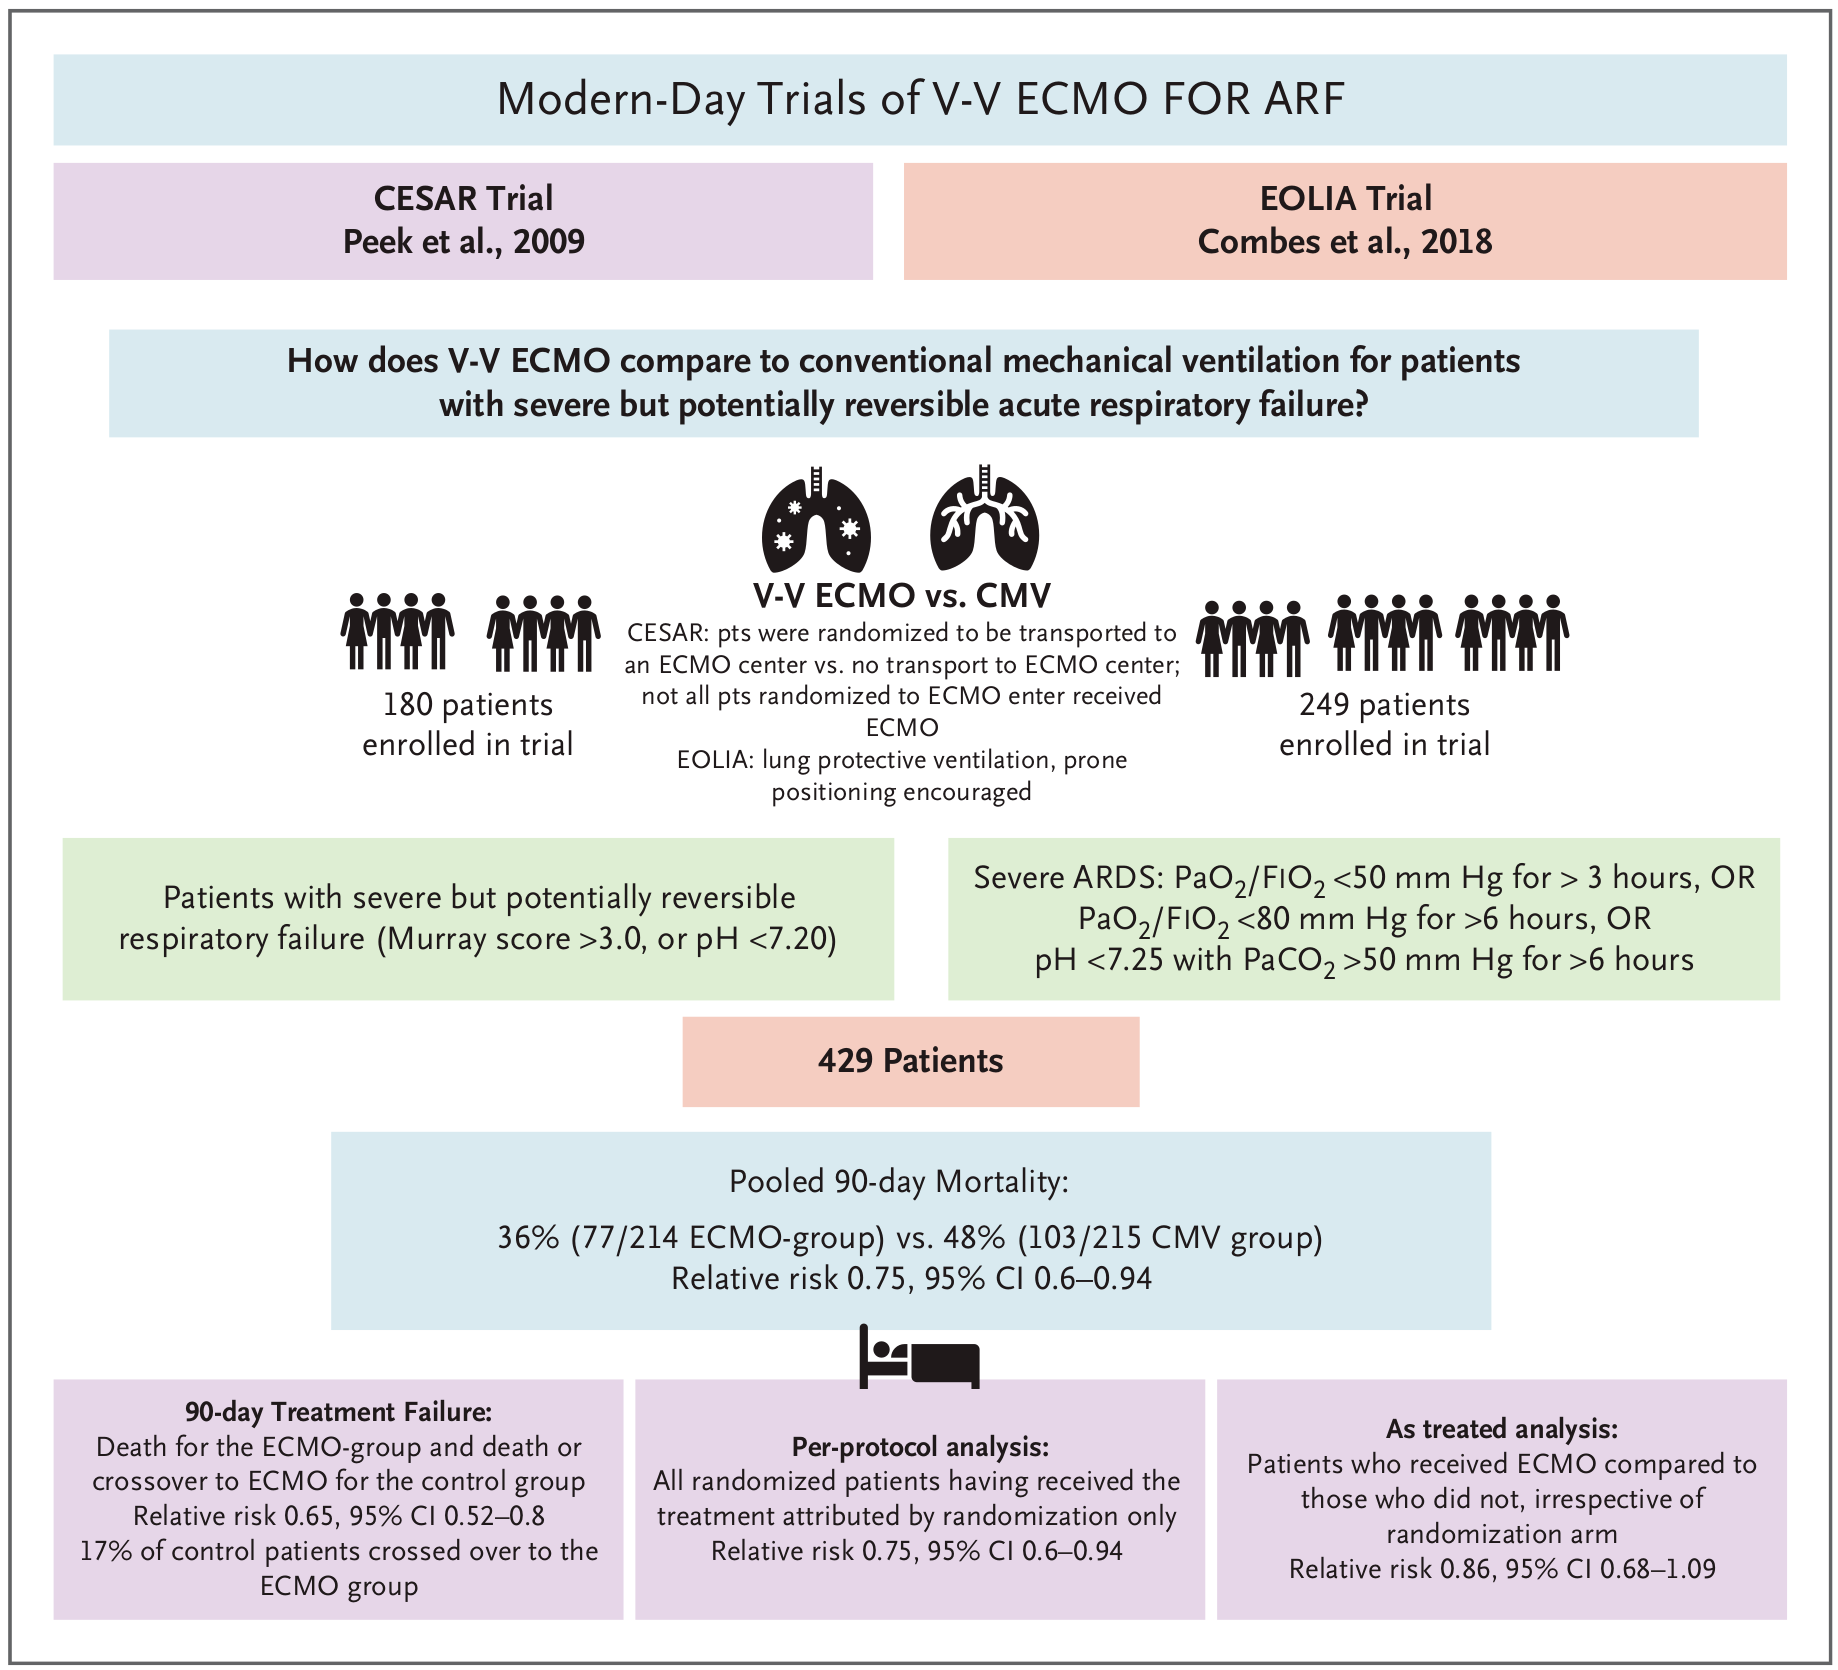 Modern-Day Trials of V-V ECMO FOR ARF
CESAR Trial
Peek et al., 2009
EOLIA Trial
Combes et al., 2018
How does V-V ECMO compare to conventional mechanical ventilation for patients
with severe but potentially reversible acute respiratory failure?
180 patients
enrolled in trial
V-V ECMO vs. CMV
CESAR: pts were randomized to be transported to
an ECMO center vs. no transport to ECMO center;
not all pts randomized to ECMO enter received
ECMO
EOLIA: lung protective ventilation, prone
positioning encouraged
249 patients
enrolled in trial
Patients with severe but potentially reversible
respiratory failure (Murray score >3.0, or pH <7.20)
Severe ARDS: PaO₂/FIO₂ <50 mm Hg for > 3 hours, OR
PaO₂/FIO₂ <80 mm Hg for >6 hours, OR
pH <7.25 with PaCO₂ >50 mm Hg for >6 hours
429 Patients
Pooled 90-day Mortality:
36% (77/214 ECMO-group) vs. 48% (103/215 CMV group)
Relative risk 0.75, 95% CI 0.6–0.94
90-day Treatment Failure:
Death for the ECMO-group and death or
crossover to ECMO for the control group
Relative risk 0.65, 95% CI 0.52–0.8
17% of control patients crossed over to the
ECMO group
Per-protocol analysis:
All randomized patients having received the
treatment attributed by randomization only
Relative risk 0.75, 95% CI 0.6–0.94
As treated analysis:
Patients who received ECMO compared to
those who did not, irrespective of
randomization arm
Relative risk 0.86, 95% CI 0.68–1.09